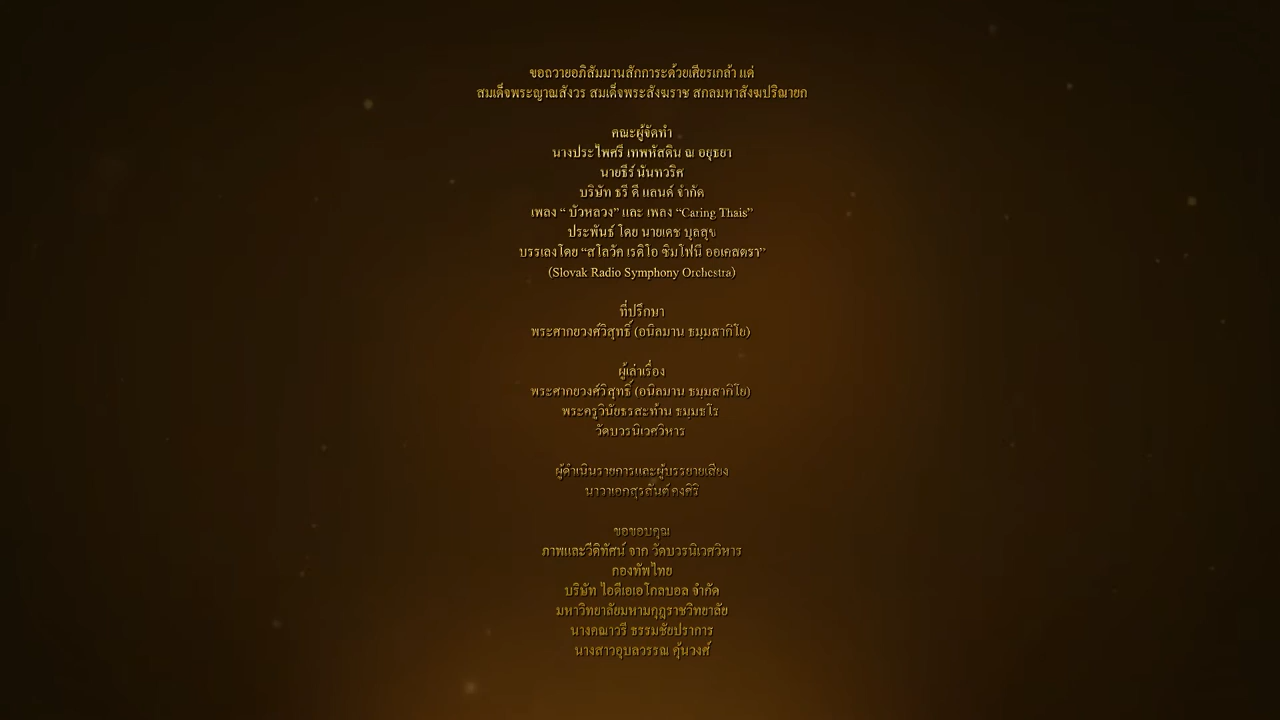 ขอถวายอภิสัมมานสักการะด้วยเศียรเกล้า แด่
สมเด็จพระญาณสังวร สมเด็จพระสังฆราช สกลมหาสังฆปริณายก
คณะผู้จัดทำ
นางประไพศรี เทพหัสดิน ณ อยุธยา
นายธีร์ นันทวริศ
บริษัท ธรี ดี แลนด์ จำกัด
เพลง “ บัวหลวง” และ เพลง “Caring Thais”
ประพันธ์ โดย นายเดช บุลสุข
บรรเลงโดย “สโลวัค เรดิโอ ซิมโฟนี ออเคสตรา”
(Slovak Radio Symphony Orchestra)
ที่ปรึกษา
พระศากยวงศ์วิสุทธิ์ (อนิลมาน ธมฺมสากิโย)
ผู้เล่าเรื่อง
พระศากยวงศ์วิสุทธิ์ (อนิลมาน ธมฺมสากิโย)
พระครูวินัยธรสะท้าน ธมฺมธโร
วัดบวรนิเวศวิหาร
ผู้ดำเนินรายการและผู้บรรยายเสียง
นาวาเอกสุรสันต์ คงศิริ
ขอขอบคุณ
ภาพและวีดิทัศน์ จาก วัดบวรนิเวศวิหาร
กองทัพไทย
บริษัท ไอดีเอเอโกลบอล จำกัด
มหาวิทยาลัยมหามกุฏราชวิทยาลัย
นางคณาวรี ธรรมชัยปราการ
นางสาวอุบลวรรณ คุ้นวงศ์